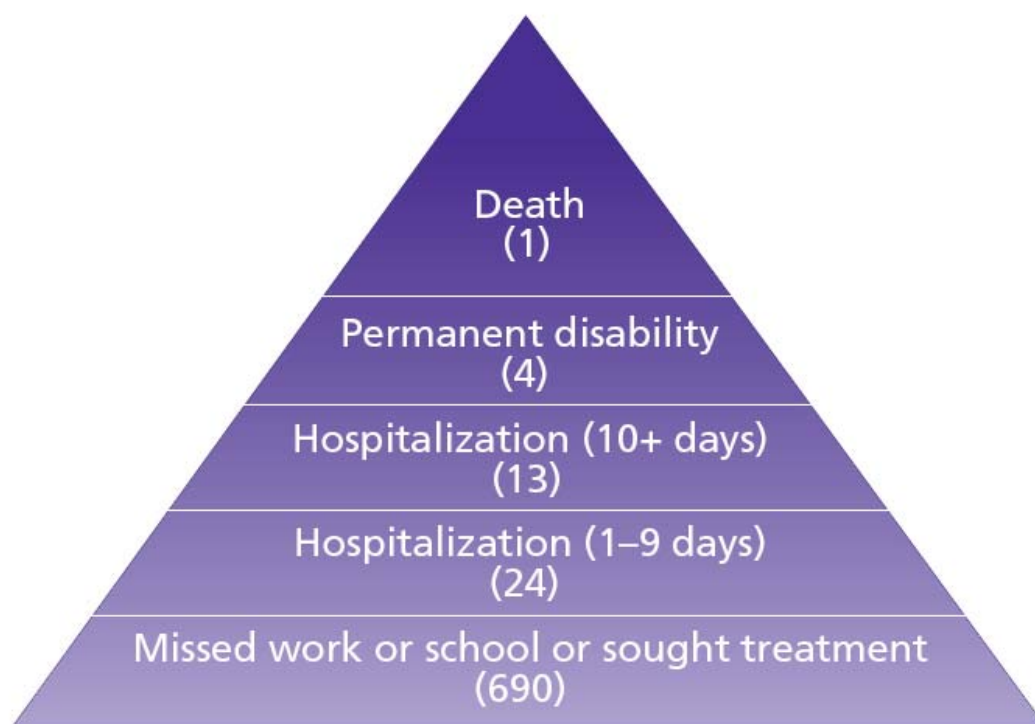 Death
(1)
Permanent disability
(4)
Hospitalization (10+ days)
(13)
Hospitalization (1–9 days)
(24)
Missed work or school or sought treatment
(690)